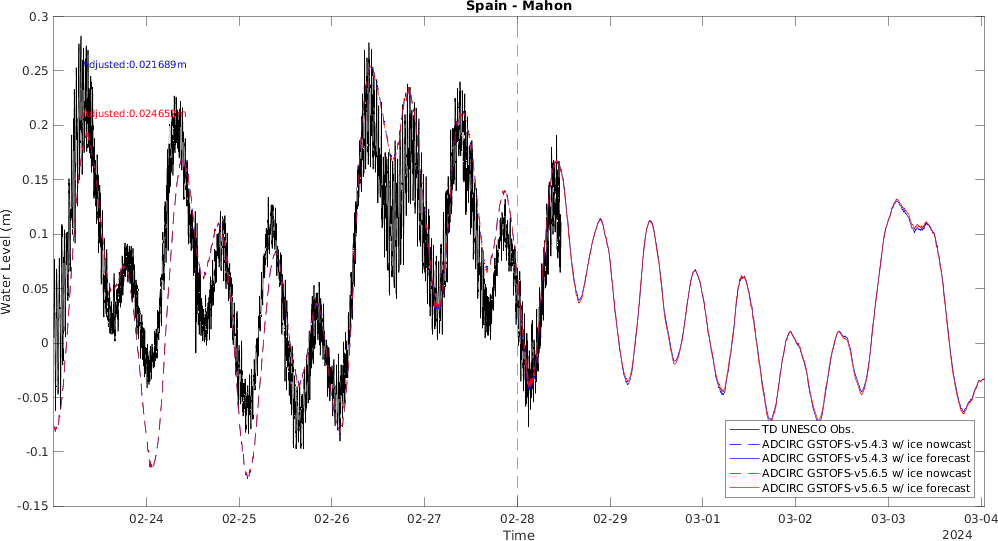 Spain - Mahon
0.3
0.25
0.2
0.15
0.1
0.05
0
-0.05
-0.1
-0.15
Water Level (m)
Adjusted:0.021689m
02-24
02-25
02-26
02-27
02-28
02-29
03-01
03-02
03-03
03-04
Time
2024
TD UNESCO Obs.
ADCIRC GSTOFS-v5.4.3 w/ ice nowcast
ADCIRC GSTOFS-v5.4.3 w/ ice forecast
ADCIRC GSTOFS-v5.6.5 w/ ice nowcast
ADCIRC GSTOFS-v5.6.5 w/ ice forecast